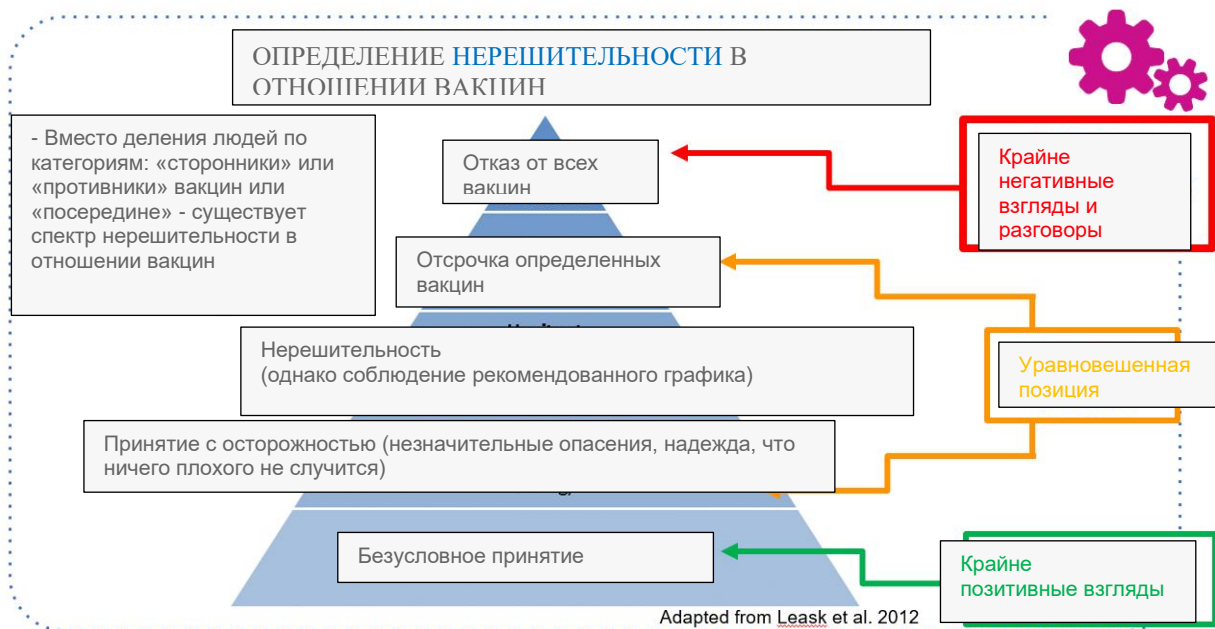 ОПРЕДЕЛЕНИЕ НЕРЕШИТЕЛЬНОСТИ В
ОТНОШЕНИИ ВАКЦИН
- Вместо деления людей по
категориям: «сторонники» или
«противники» вакцин или
«посередине» - существует
спектр нерешительности в
отношении вакцин
Отказ от всех
вакцин
Крайне
негативные
взгляды и
разговоры
Отсрочка определенных
вакцин
Нерешительность
(однако соблюдение рекомендованного графика)
Уравновешенная
позиция
Принятие с осторожностью (незначительные опасения, надежда, что
ничего плохого не случится)
Безусловное принятие
Крайне
позитивные взгляды
Adapted from Leask et al. 2012